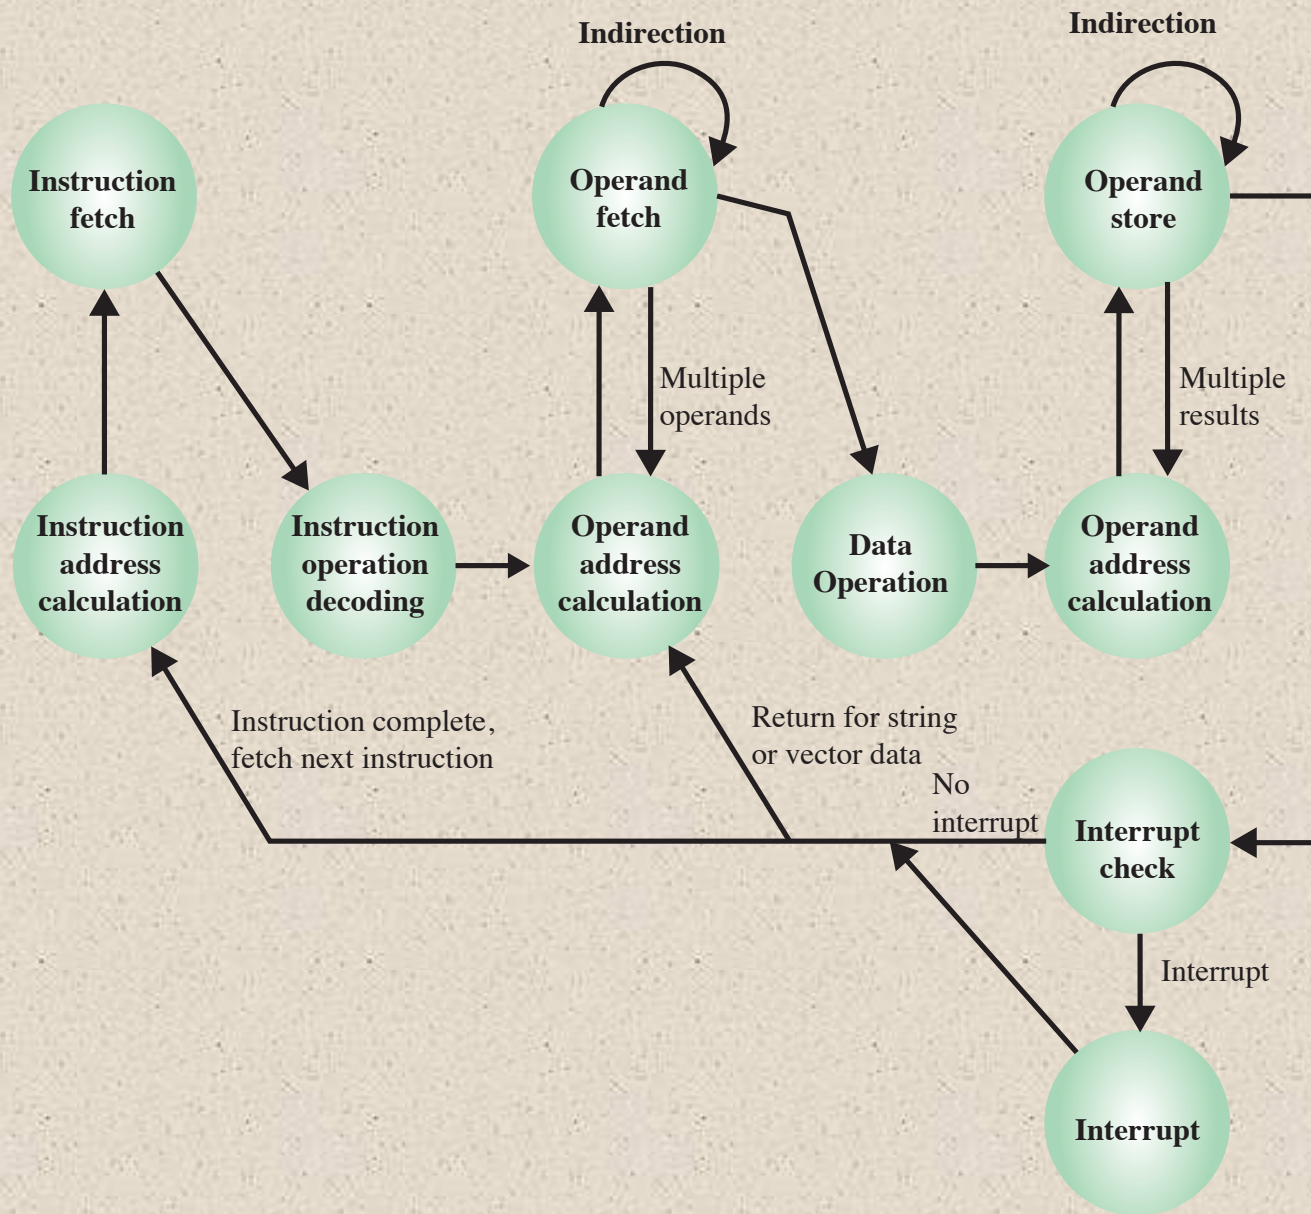 Indirection
Indirection
Instruction
fetch
Operand
fetch
Operand
store
Multiple
operands
Multiple
results
Instruction
address
calculation
Instruction
operation
decoding
Operand
address
calculation
Data
Operation
Operand
address
calculation
Instruction complete,
fetch next instruction
Return for string
or vector data
No
interrupt
Interrupt
check
Interrupt
Interrupt